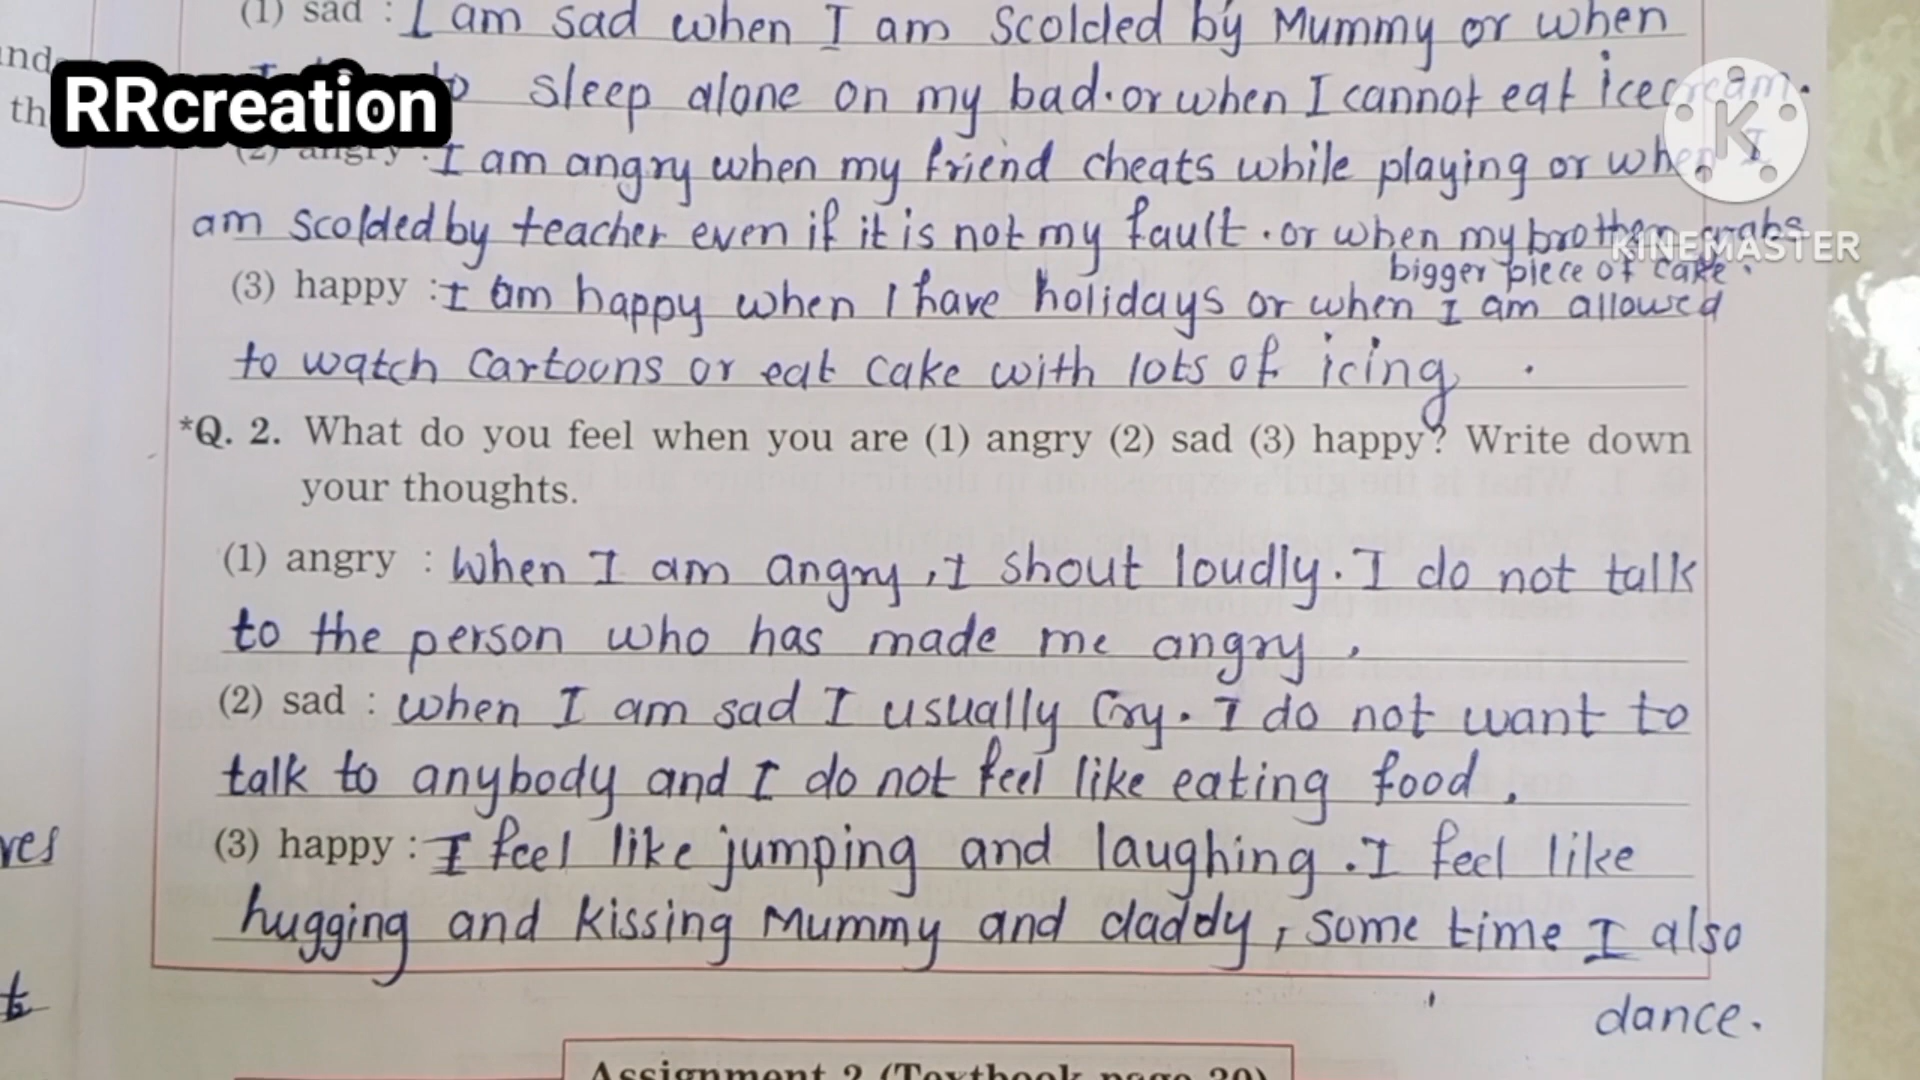 (1) sad : I am sad when I am scolded by Mummy or when
RRcreation
sleep alone on my bad. or when I cannot eat icecream.
(2) angry : I am angry when my friend cheats while playing or when I
am scolded by teacher even if it is not my fault. or when my brother grabs
bigger piece of cake.
KINEMASTER
(3) happy : I am happy when I have holidays or when I am allowed
to watch cartoons or eat cake with lots of icing.
*Q. 2. What do you feel when you are (1) angry (2) sad (3) happy? Write down
your thoughts.
(1) angry : When I am angry, I shout loudly. I do not talk
to the person who has made me angry.
(2) sad : when I am sad I usually Cry. I do not want to
talk to anybody and I do not feel like eating food.
(3) happy : I feel like jumping and laughing. I feel like
hugging and kissing Mummy and daddy, some time I also
dance.
Assignment 2 (Textbook page 20)